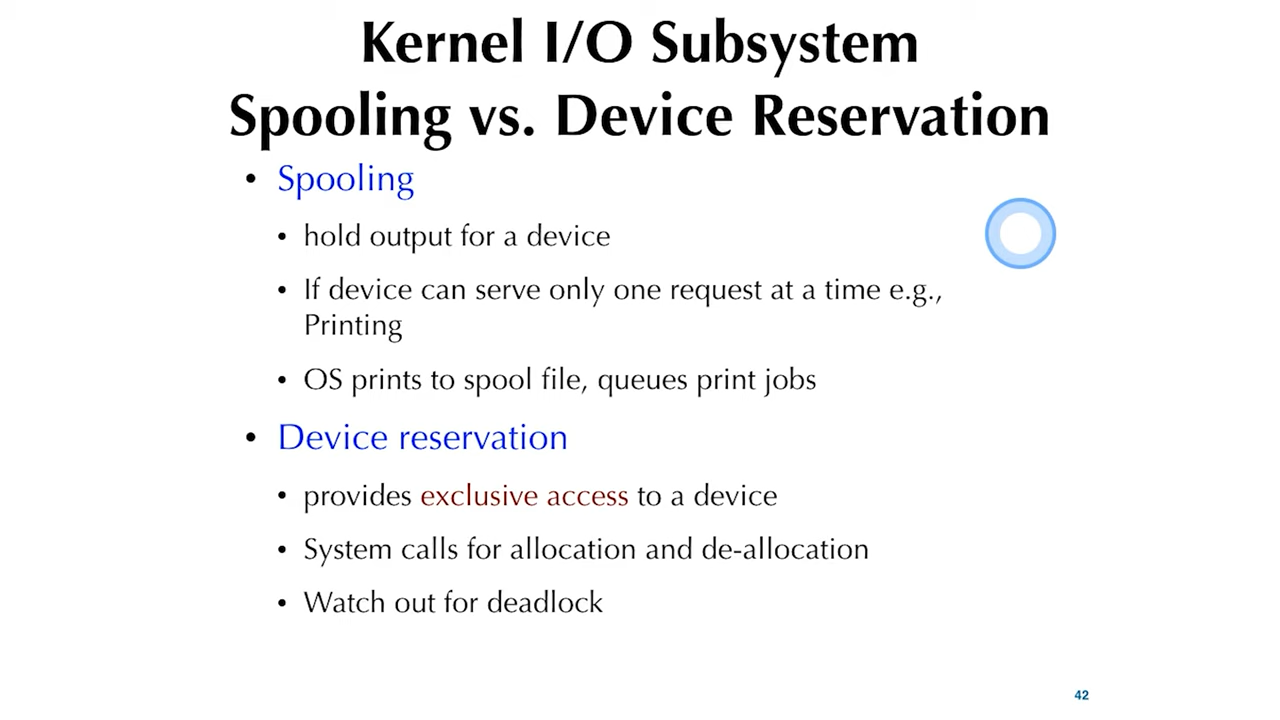 Kernel I/O Subsystem
Spooling vs. Device Reservation
• Spooling
• hold output for a device
• If device can serve only one request at a time e.g.,
Printing
• OS prints to spool file, queues print jobs
• Device reservation
• provides exclusive access to a device
• System calls for allocation and de-allocation
• Watch out for deadlock
42